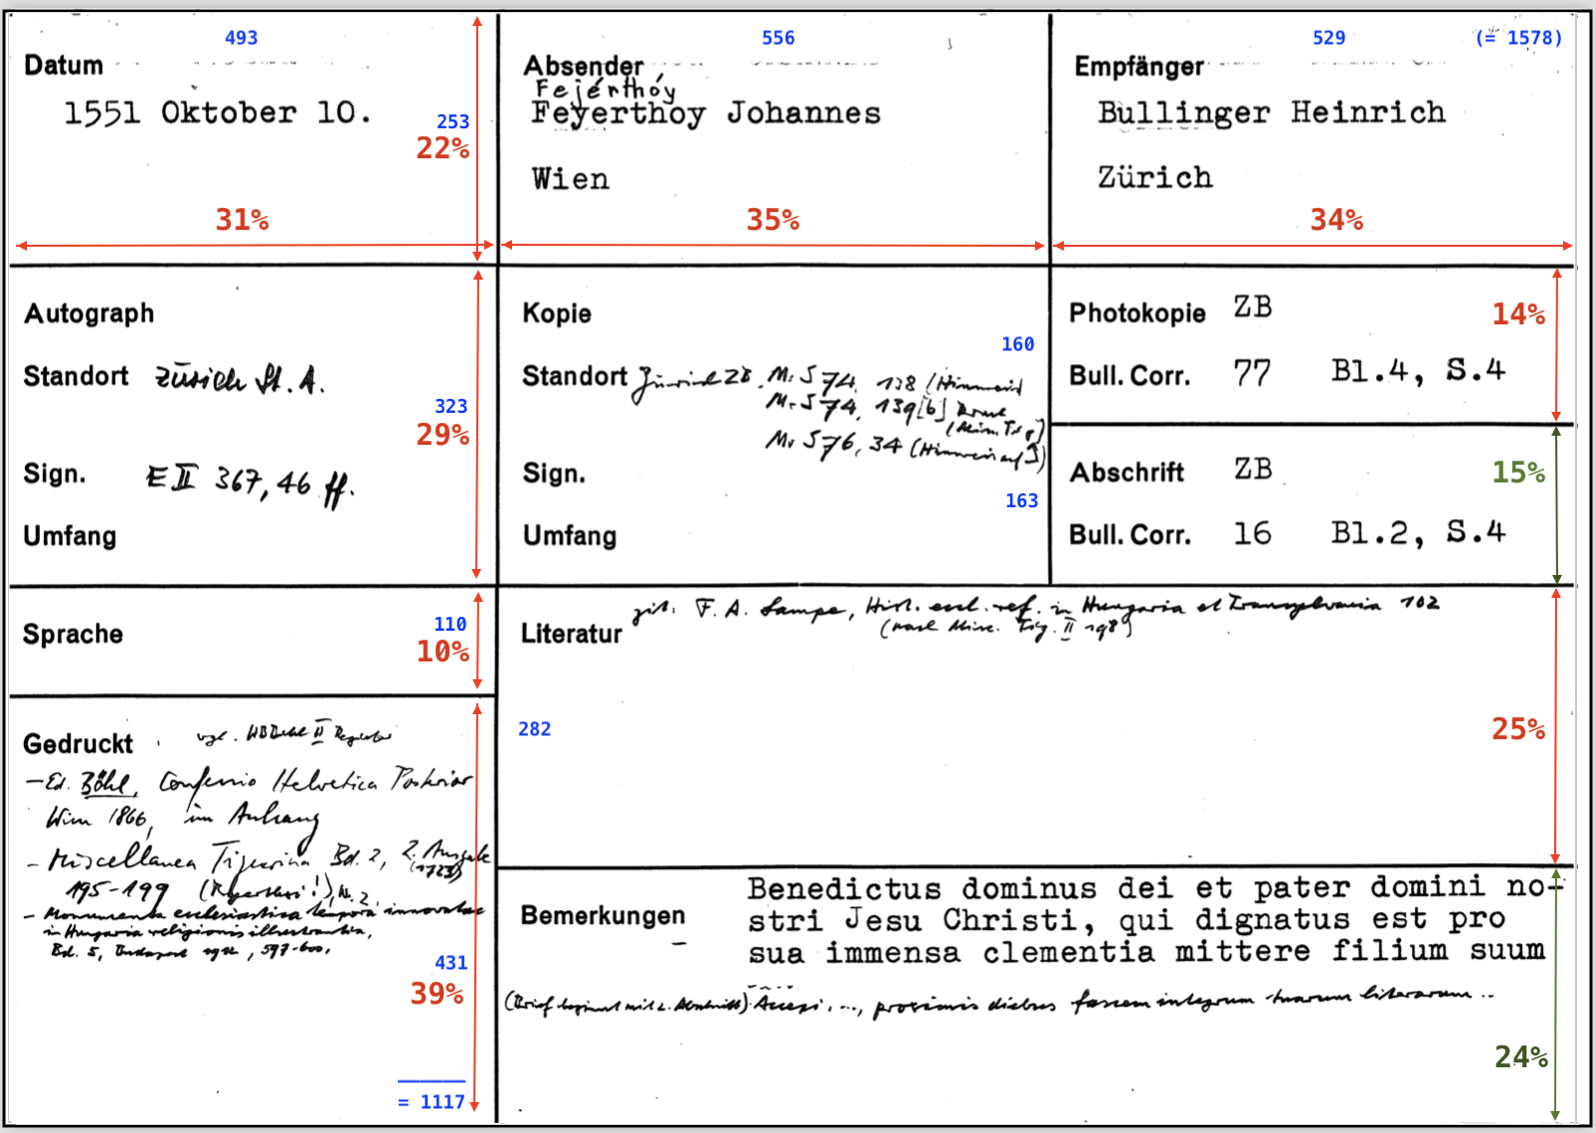 493
556
529 (= 1578)
Datum
Absender
Empfänger
Fejérthóy
1551 Oktober 10.
Feyerthoy Johannes
Bullinger Heinrich
253
22%
Wien
Zürich
31%
35%
34%
Autograph
Kopie
Photokopie ZB
14%
160
Standort Zürich St. A.
Standort Zürich ZB. Ms S 74, 138 (Hinweis)
Ms S 74, 139[b]
Ms S 76, 34 (Hinweis auf
Bull. Corr. 77 Bl.4, S.4
323
29%
Sign. E II 367, 46 ff.
Sign.
163
Abschrift ZB
15%
Umfang
Umfang
Bull. Corr. 16 Bl.2, S.4
Sprache
110
10%
Literatur
zit. F. A. Lampe, Hist. eccl. ref. in Hungaria et Transylvania 102
(nach Misc. Tig. II 198)
282
25%
Gedruckt
vgl. HBBibl II Register
- Ed. Böhl, Confessio Helvetica Posterior
Wien 1866, im Anhang
- Miscellanea Tigurina Bd. 2, 2. Ausgabe
(1723)
195-199 Nr. 2,
- Monumenta ecclesiastica tempora innovatae
in Hungaria religionis illustrantia,
Bd. 5, Budapest 1912, 597-600.
431
39%
= 1117
Bemerkungen
Benedictus dominus dei et pater domini no-
stri Jesu Christi, qui dignatus est pro
sua immensa clementia mittere filium suum
(Brief beginnt mit 2. Abschnitt) Accepi ..., proximis diebus fascem integrum tuarum literarum ..
24%